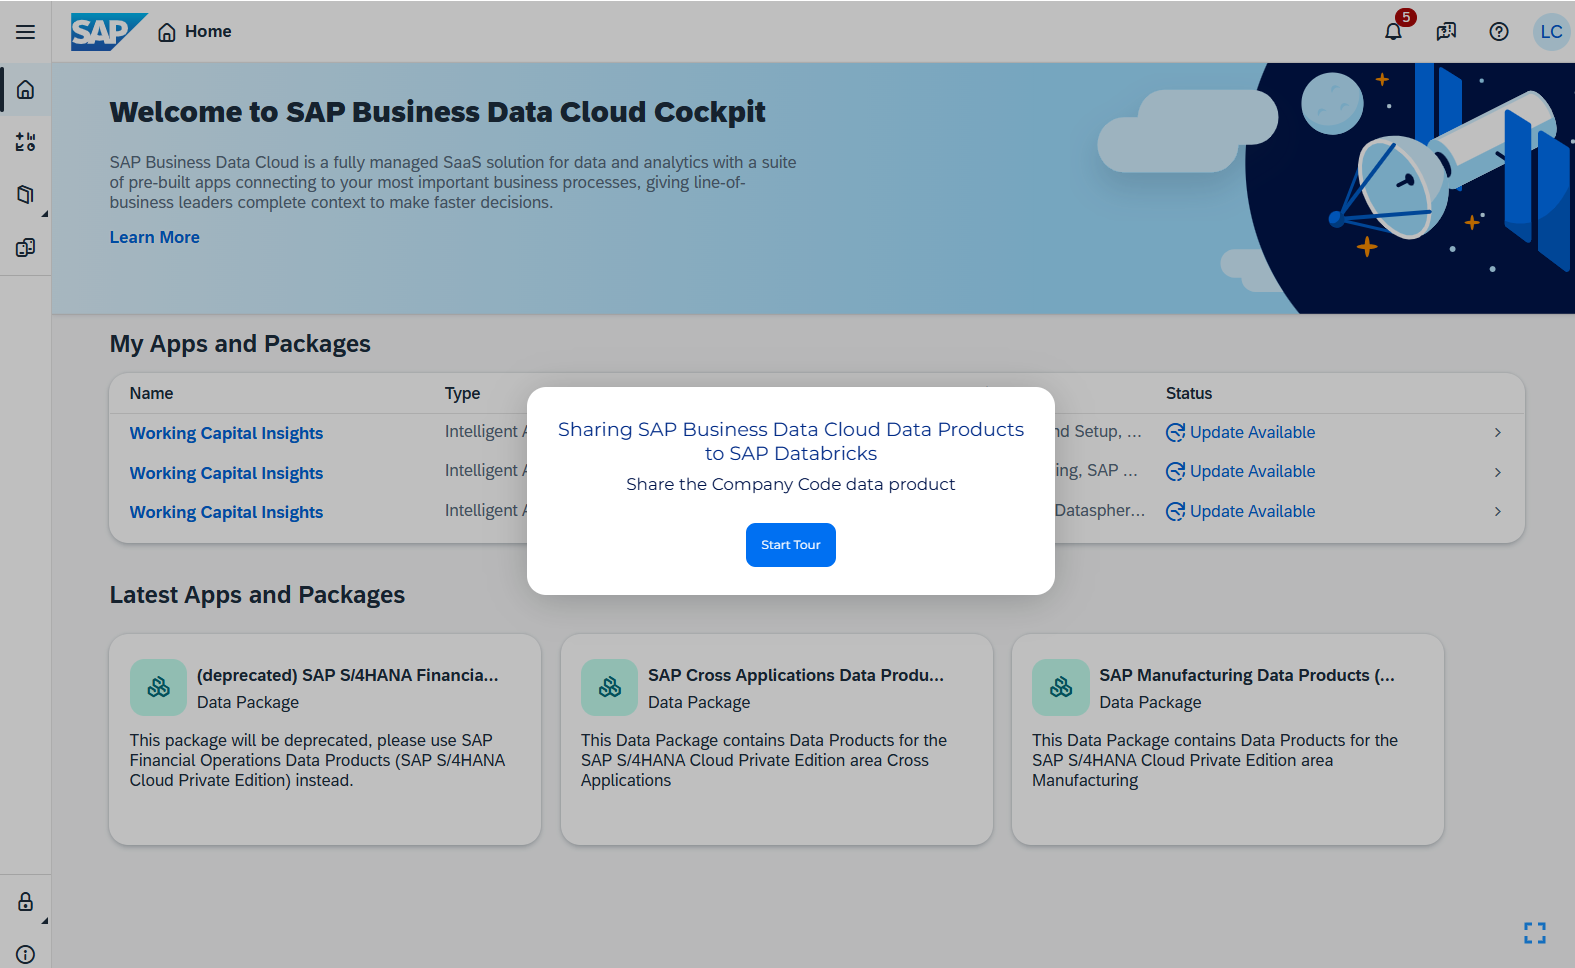 SAP Home 5 LC
Welcome to SAP Business Data Cloud Cockpit
SAP Business Data Cloud is a fully managed SaaS solution for data and analytics with a suite
of pre-built apps connecting to your most important business processes, giving line-of-
business leaders complete context to make faster decisions.
Learn More
My Apps and Packages
Name Type Status
Working Capital Insights Intelligent nd Setup, ... Update Available
Working Capital Insights Intelligent ing, SAP ... Update Available
Working Capital Insights Intelligent Dataspher... Update Available
Sharing SAP Business Data Cloud Data Products
to SAP Databricks
Share the Company Code data product
Start Tour
Latest Apps and Packages
(deprecated) SAP S/4HANA Financia...
Data Package
This package will be deprecated, please use SAP
Financial Operations Data Products (SAP S/4HANA
Cloud Private Edition) instead.
SAP Cross Applications Data Produ...
Data Package
This Data Package contains Data Products for the
SAP S/4HANA Cloud Private Edition area Cross
Applications
SAP Manufacturing Data Products (...
Data Package
This Data Package contains Data Products for the
SAP S/4HANA Cloud Private Edition area
Manufacturing